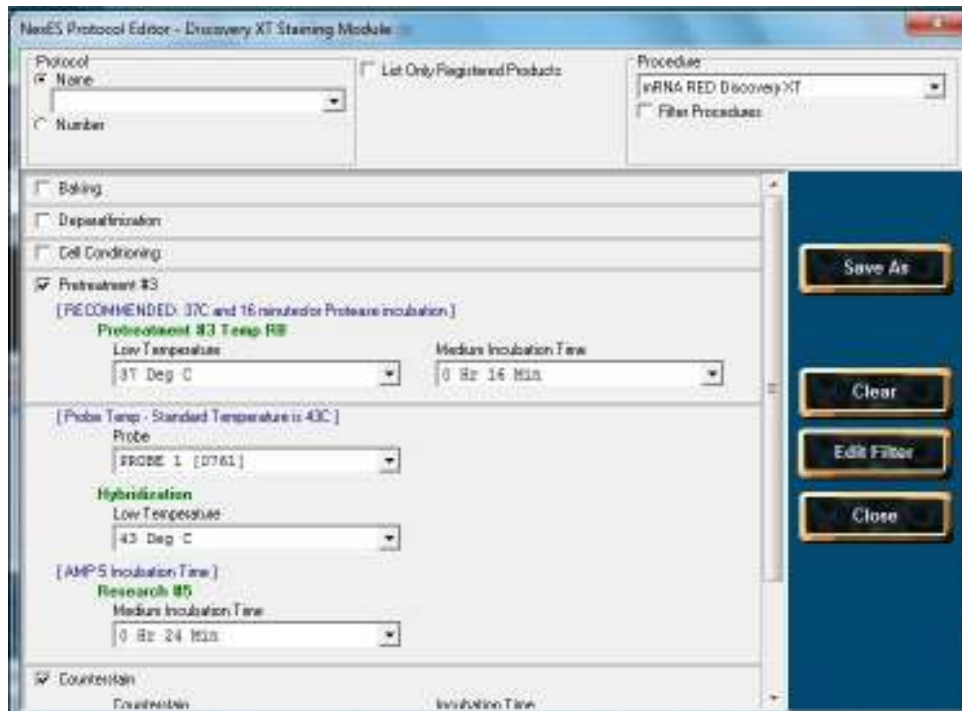 NexES Protocol Editor - Discovery XT Staining Module
Protocol
Name
Number
List Only Registered Products
Procedure
mRNA RED Discovery XT
Filter Procedures
Baking
Deparaffinization
Cell Conditioning
Save As
Pretreatment #3
[RECOMMENDED: 37C and 16 minutes for Protease incubation]
Pretreatment #3 Temp RB
Low Temperature Medium Incubation Time
37 Deg C 0 Hr 16 Min
Clear
[Probe Temp - Standard Temperature is 43C]
Probe
PROBE 1 [0761]
Edit Filter
Hybridization
Low Temperature
43 Deg C
Close
[AMP 5 Incubation Time]
Research #5
Medium Incubation Time
0 Hr 24 Min
Counterstain
Counterstain Incubation Time